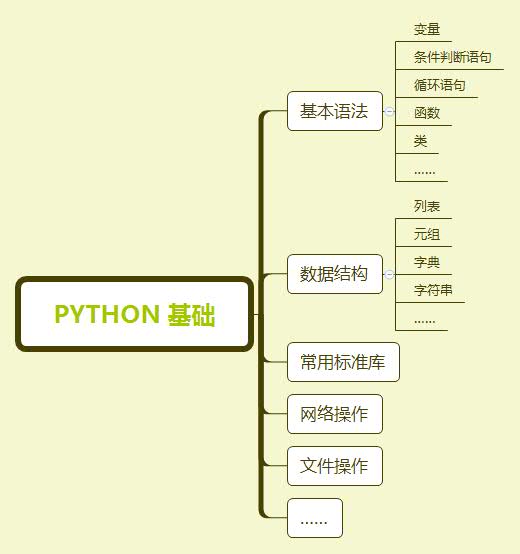 PYTHON 基础
基本语法
变量
条件判断语句
循环语句
函数
类
……
数据结构
列表
元组
字典
字符串
……
常用标准库
网络操作
文件操作
……